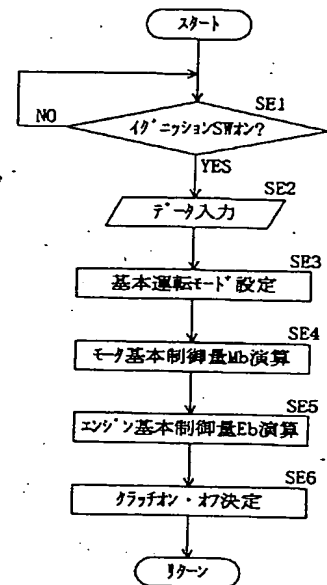 スタート
SE1
NO
イグニッションSWオン?
YES
SE2
データ入力
SE3
基本運転モード設定
SE4
モータ基本制御量Mb演算
SE5
エンジン基本制御量Eb演算
SE6
クラッチオン・オフ決定
リターン